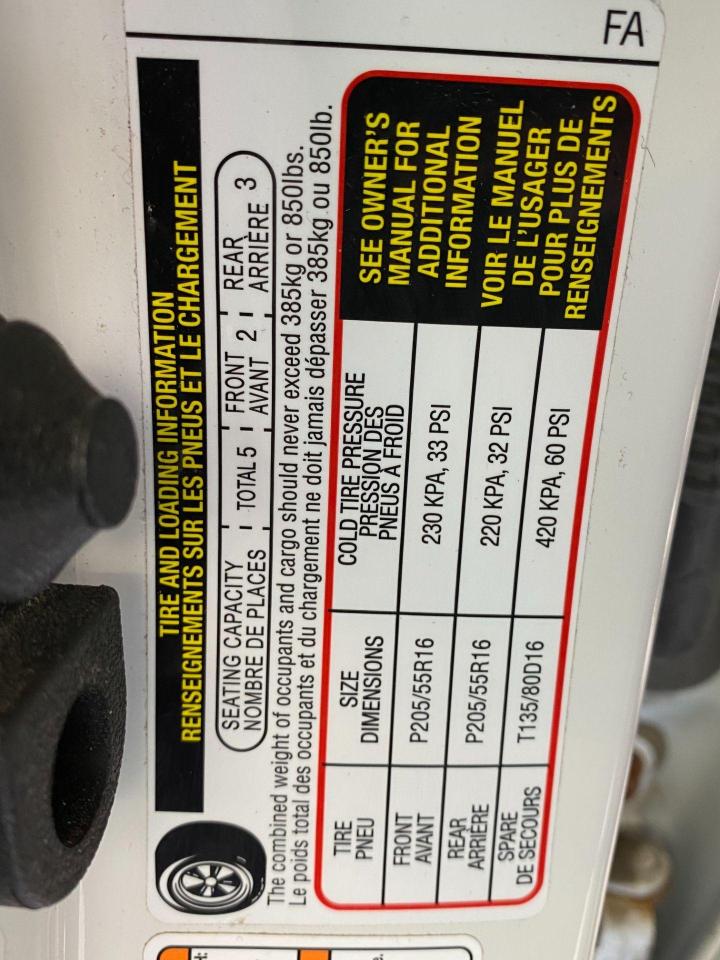 FA
TIRE AND LOADING INFORMATION
RENSEIGNEMENTS SUR LES PNEUS ET LE CHARGEMENT
SEATING CAPACITY
NOMBRE DE PLACES
TOTAL 5
FRONT
AVANT
2
REAR
ARRIÈRE
3
The combined weight of occupants and cargo should never exceed 385kg or 850lbs.
Le poids total des occupants et du chargement ne doit jamais dépasser 385kg ou 850lb.
TIRE
PNEU
SIZE
DIMENSIONS
COLD TIRE PRESSURE
PRESSION DES
PNEUS À FROID
FRONT
AVANT
P205/55R16
230 KPA, 33 PSI
REAR
ARRIÈRE
P205/55R16
220 KPA, 32 PSI
SPARE
DE SECOURS
T135/80D16
420 KPA, 60 PSI
SEE OWNER'S
MANUAL FOR
ADDITIONAL
INFORMATION
VOIR LE MANUEL
DE L'USAGER
POUR PLUS DE
RENSEIGNEMENTS